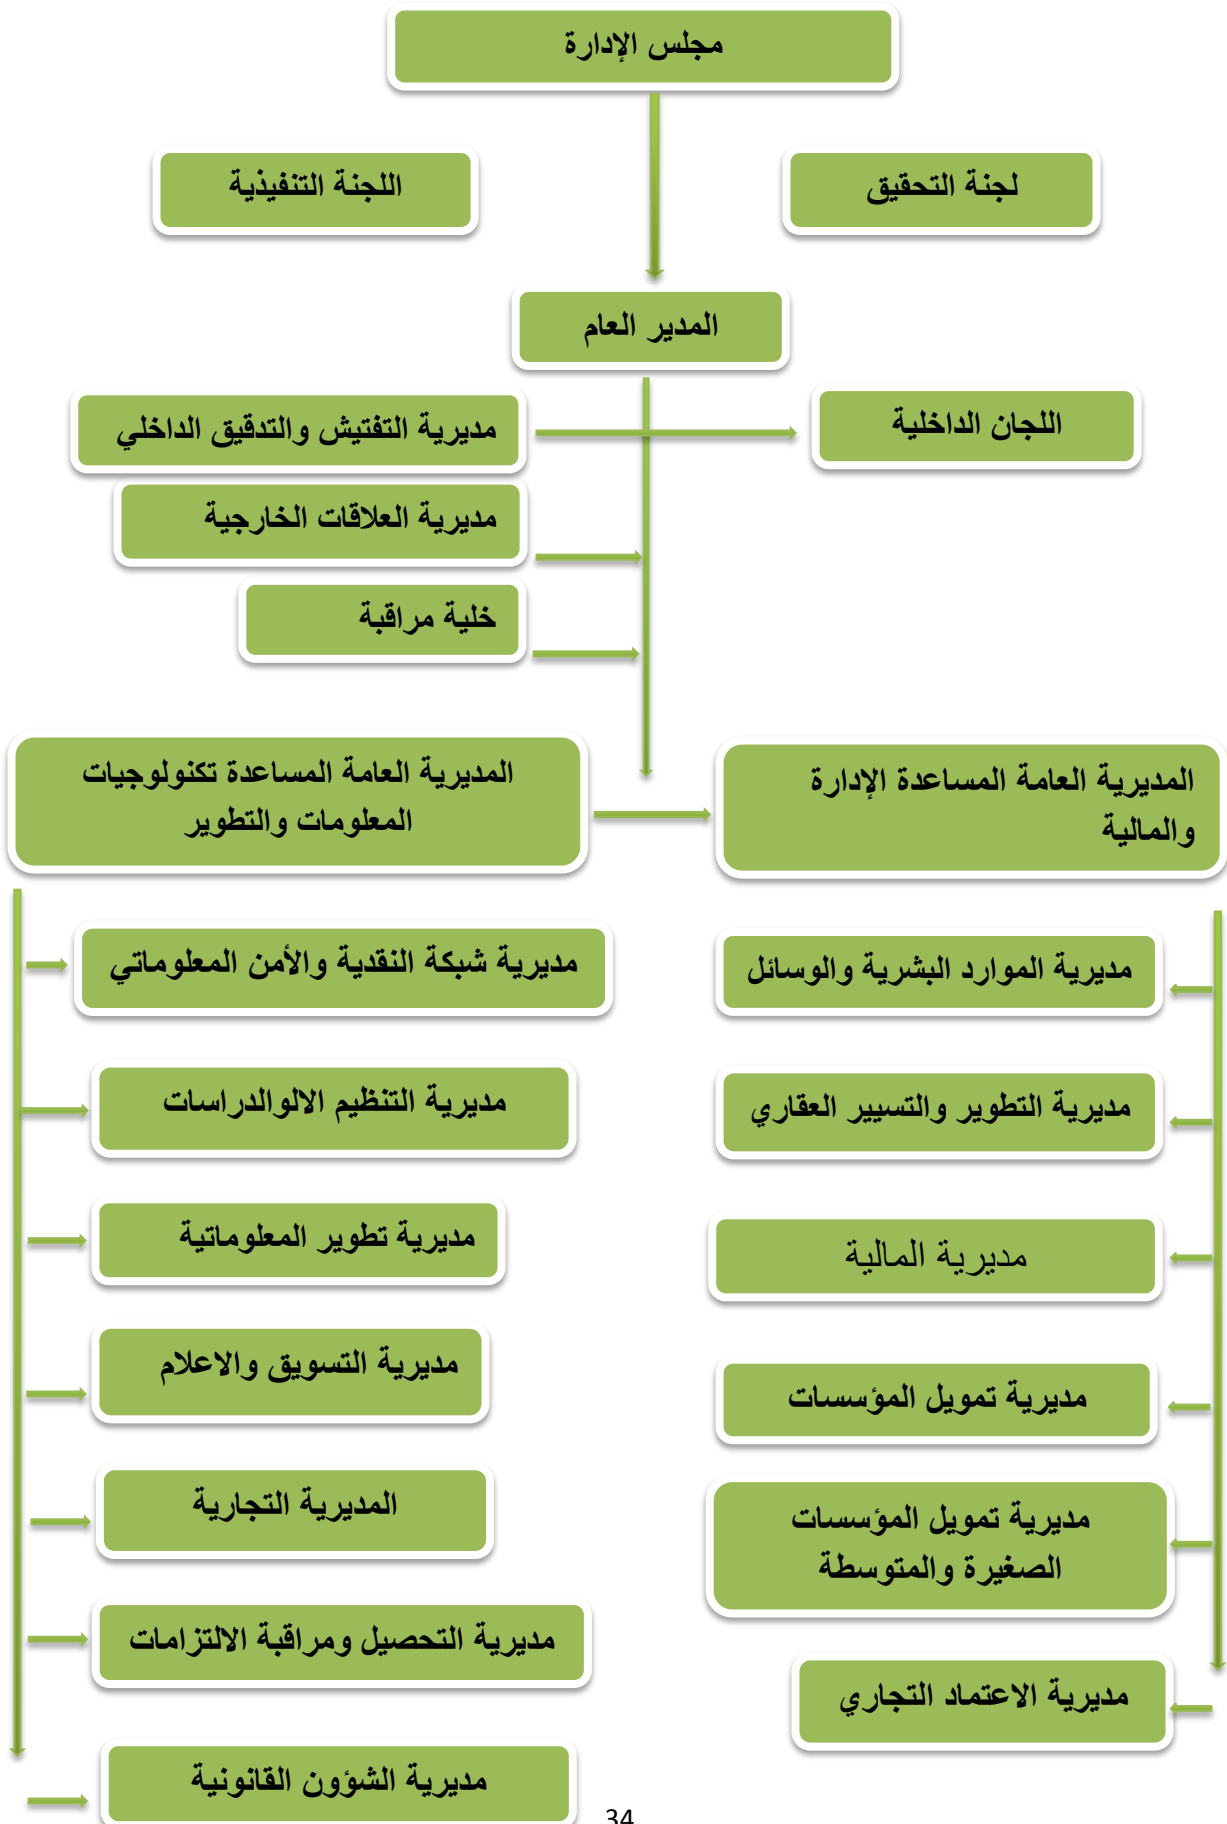 مجلس الإدارة
لجنة التحقيق
اللجنة التنفيذية
المدير العام
اللجان الداخلية
مديرية التفتيش والتدقيق الداخلي
مديرية العلاقات الخارجية
خلية مراقبة
المديرية العامة المساعدة الإدارة
والمالية
المديرية العامة المساعدة تكنولوجيات
المعلومات والتطوير
مديرية الموارد البشرية والوسائل
مديرية التطوير والتسيير العقاري
مديرية المالية
مديرية تمويل المؤسسات
مديرية تمويل المؤسسات
الصغيرة والمتوسطة
مديرية الاعتماد التجاري
مديرية شبكة النقدية والأمن المعلوماتي
مديرية التنظيم الالوالدراسات
مديرية تطوير المعلوماتية
مديرية التسويق والاعلام
المديرية التجارية
مديرية التحصيل ومراقبة الالتزامات
مديرية الشؤون القانونية
34